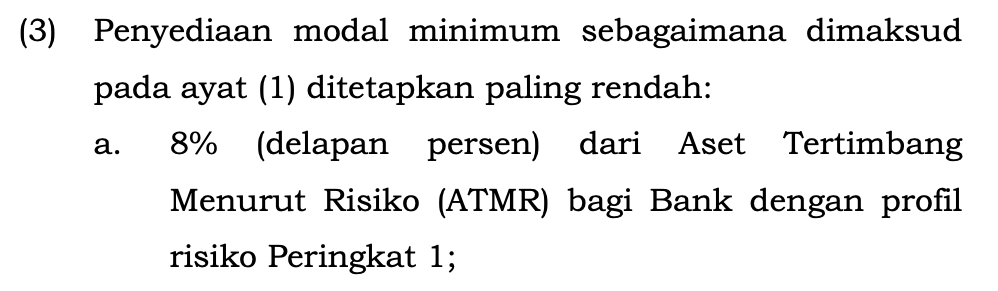 (3) Penyediaan modal minimum sebagaimana dimaksud
pada ayat (1) ditetapkan paling rendah:
a. 8% (delapan persen) dari Aset Tertimbang
Menurut Risiko (ATMR) bagi Bank dengan profil
risiko Peringkat 1;